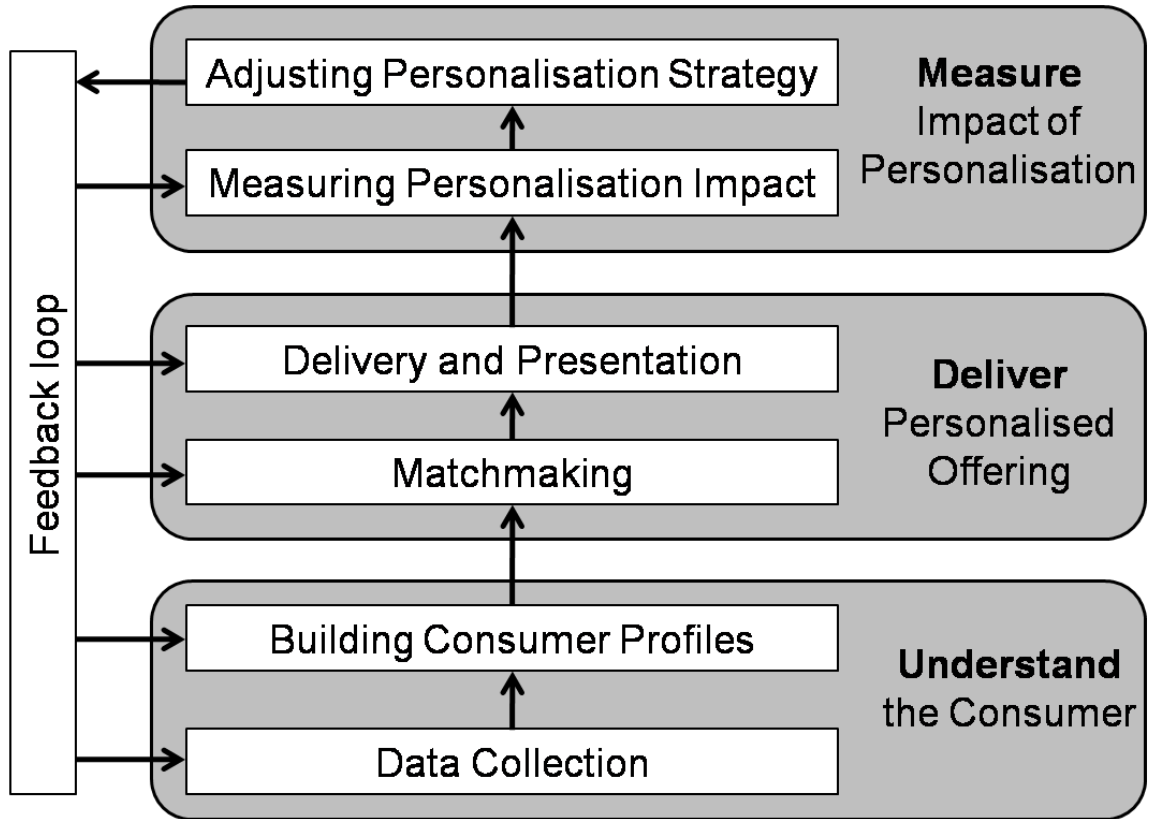 Feedback loop
Adjusting Personalisation Strategy
Measuring Personalisation Impact
Measure
Impact of
Personalisation
Delivery and Presentation
Matchmaking
Deliver
Personalised
Offering
Building Consumer Profiles
Data Collection
Understand
the Consumer